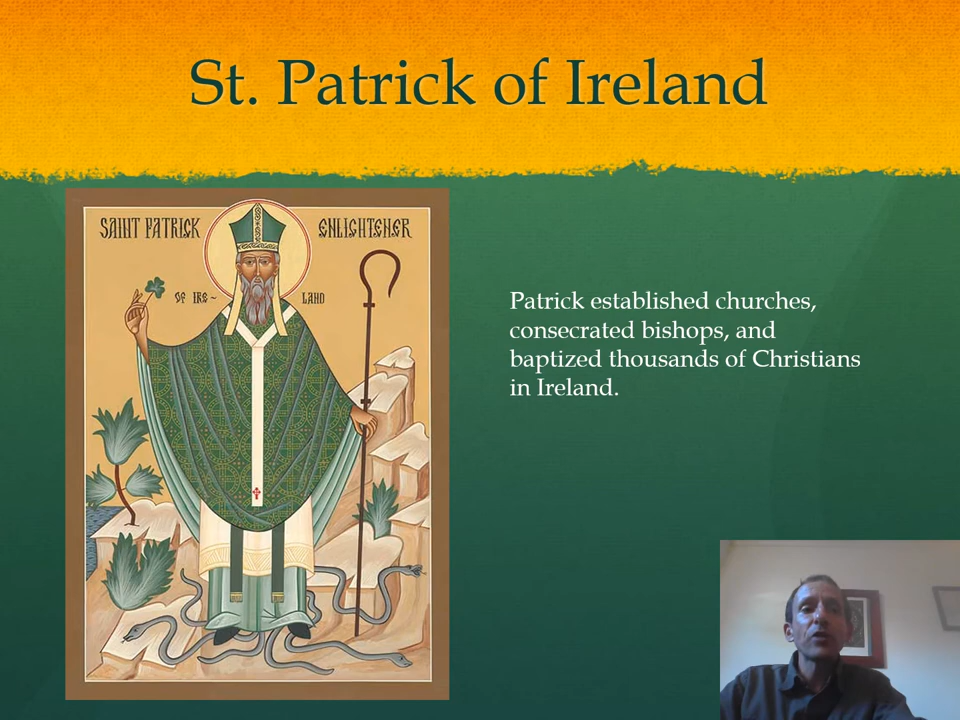 St. Patrick of Ireland
SAINT PATRICK ENLIGHTENER
OF IRE~ LAND
Patrick established churches,
consecrated bishops, and
baptized thousands of Christians
in Ireland.